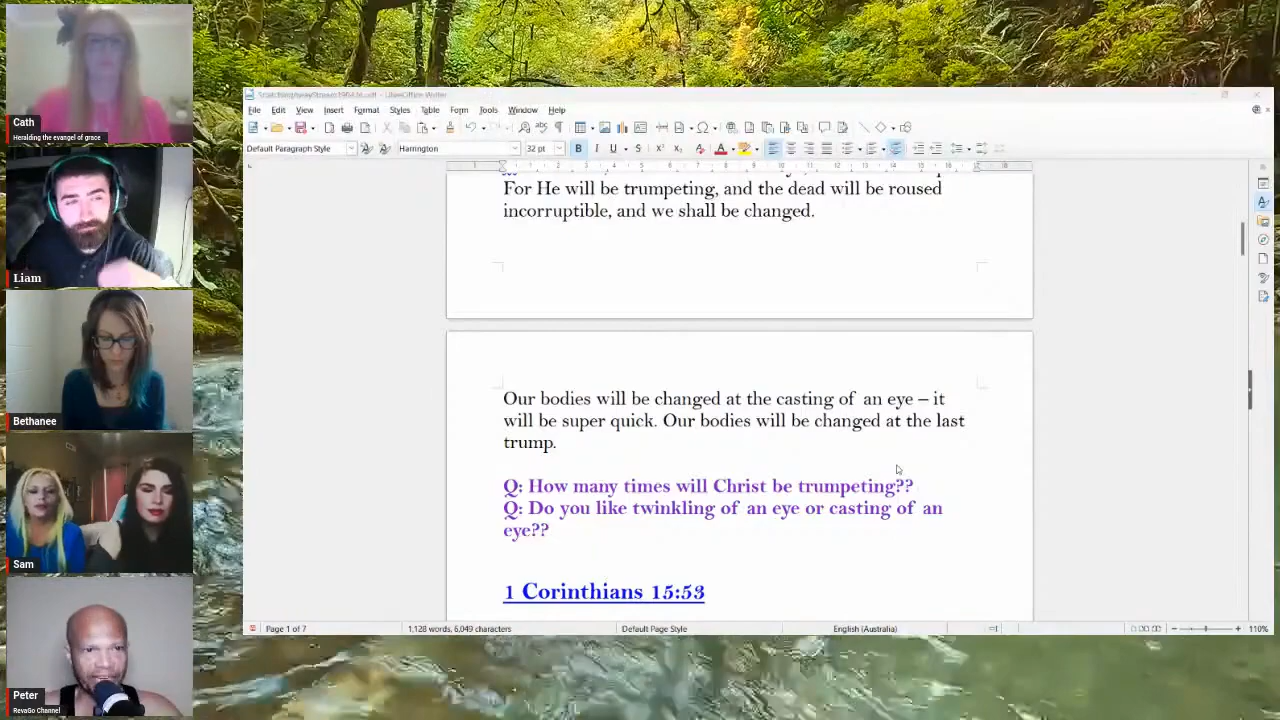 Cath
Heralding the evangel of grace
Liam
Bethanee
Sam
Peter
RevaGo Channel
File Edit View Insert Format Styles Table Form Tools Window Help
Default Paragraph Style
Harrington
32 pt
For He will be trumpeting, and the dead will be roused
incorruptible, and we shall be changed.
Our bodies will be changed at the casting of an eye – it
will be super quick. Our bodies will be changed at the last
trump.
Q: How many times will Christ be trumpeting??
Q: Do you like twinkling of an eye or casting of an
eye??
1 Corinthians 15:53
Page 1 of 7
1,128 words, 6,049 characters
Default Page Style
English (Australia)
110%